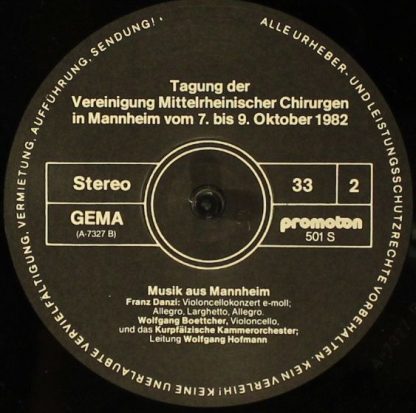 ALLE URHEBER- UND LEISTUNGSSCHUTZRECHTE VORBEHALTEN. KEIN VERLEIH! KEINE UNERLAUBTE VERVIELFÄLTIGUNG, VERMIETUNG, AUFFÜHRUNG, SENDUNG!
Tagung der
Vereinigung Mittelrheinischer Chirurgen
in Mannheim vom 7. bis 9. Oktober 1982
Stereo
33
2
GEMA
(A-7327 B)
promoton
501 S
Musik aus Mannheim
Franz Danzi: Violoncellokonzert e-moll;
Allegro, Larghetto, Allegro.
Wolfgang Boettcher, Violoncello,
und das Kurpfälzische Kammerorchester;
Leitung Wolfgang Hofmann